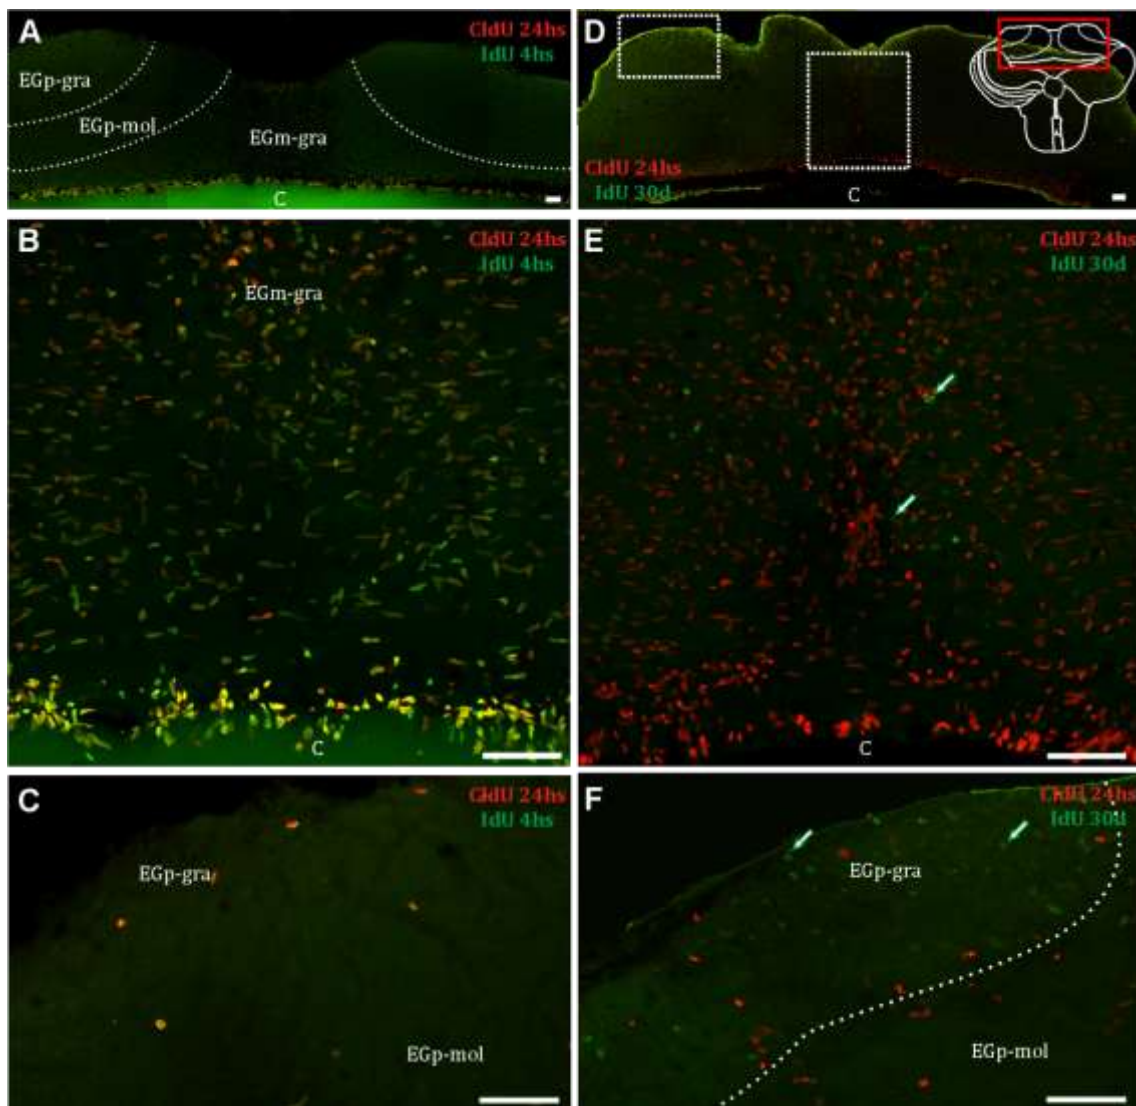 A
CldU 24hs
IdU 4hs
EGp-gra
EGp-mol
EGm-gra
C
D
CldU 24hs
IdU 30d
C
B
CldU 24hs
IdU 4hs
EGm-gra
C
E
CldU 24hs
IdU 30d
C
C
CldU 24hs
IdU 4hs
EGp-gra
EGp-mol
F
CldU 24hs
IdU 30d
EGp-gra
EGp-mol